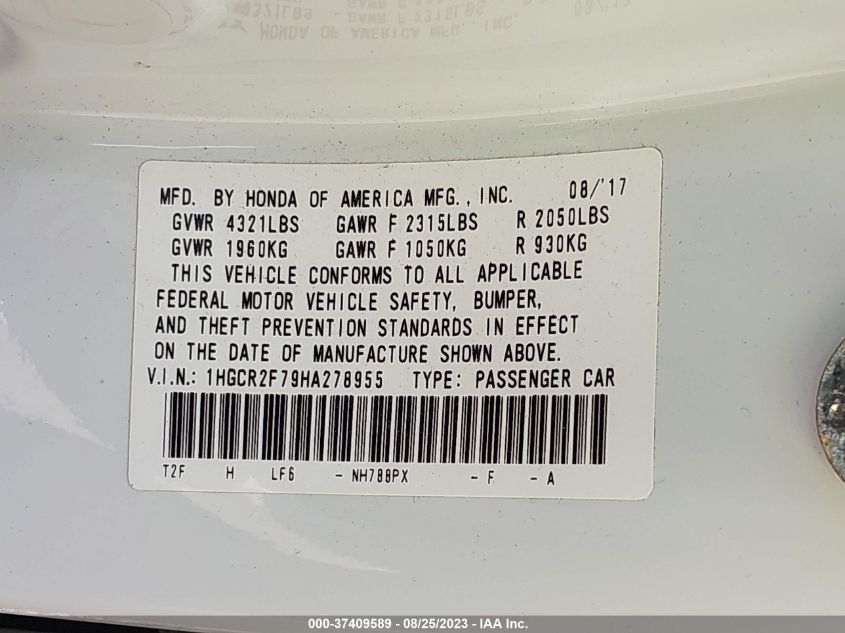 MFD. BY HONDA OF AMERICA MFG., INC. 08/'17
GVWR 4321LBS GAWR F 2315LBS R 2050LBS
GVWR 1960KG GAWR F 1050KG R 930KG
THIS VEHICLE CONFORMS TO ALL APPLICABLE
FEDERAL MOTOR VEHICLE SAFETY, BUMPER,
AND THEFT PREVENTION STANDARDS IN EFFECT
ON THE DATE OF MANUFACTURE SHOWN ABOVE.
V.I.N.: 1HGCR2F79HA278955 TYPE: PASSENGER CAR
T2F H LF6 - NH788PX - F - A
000-37409589 - 08/25/2023 - IAA Inc.